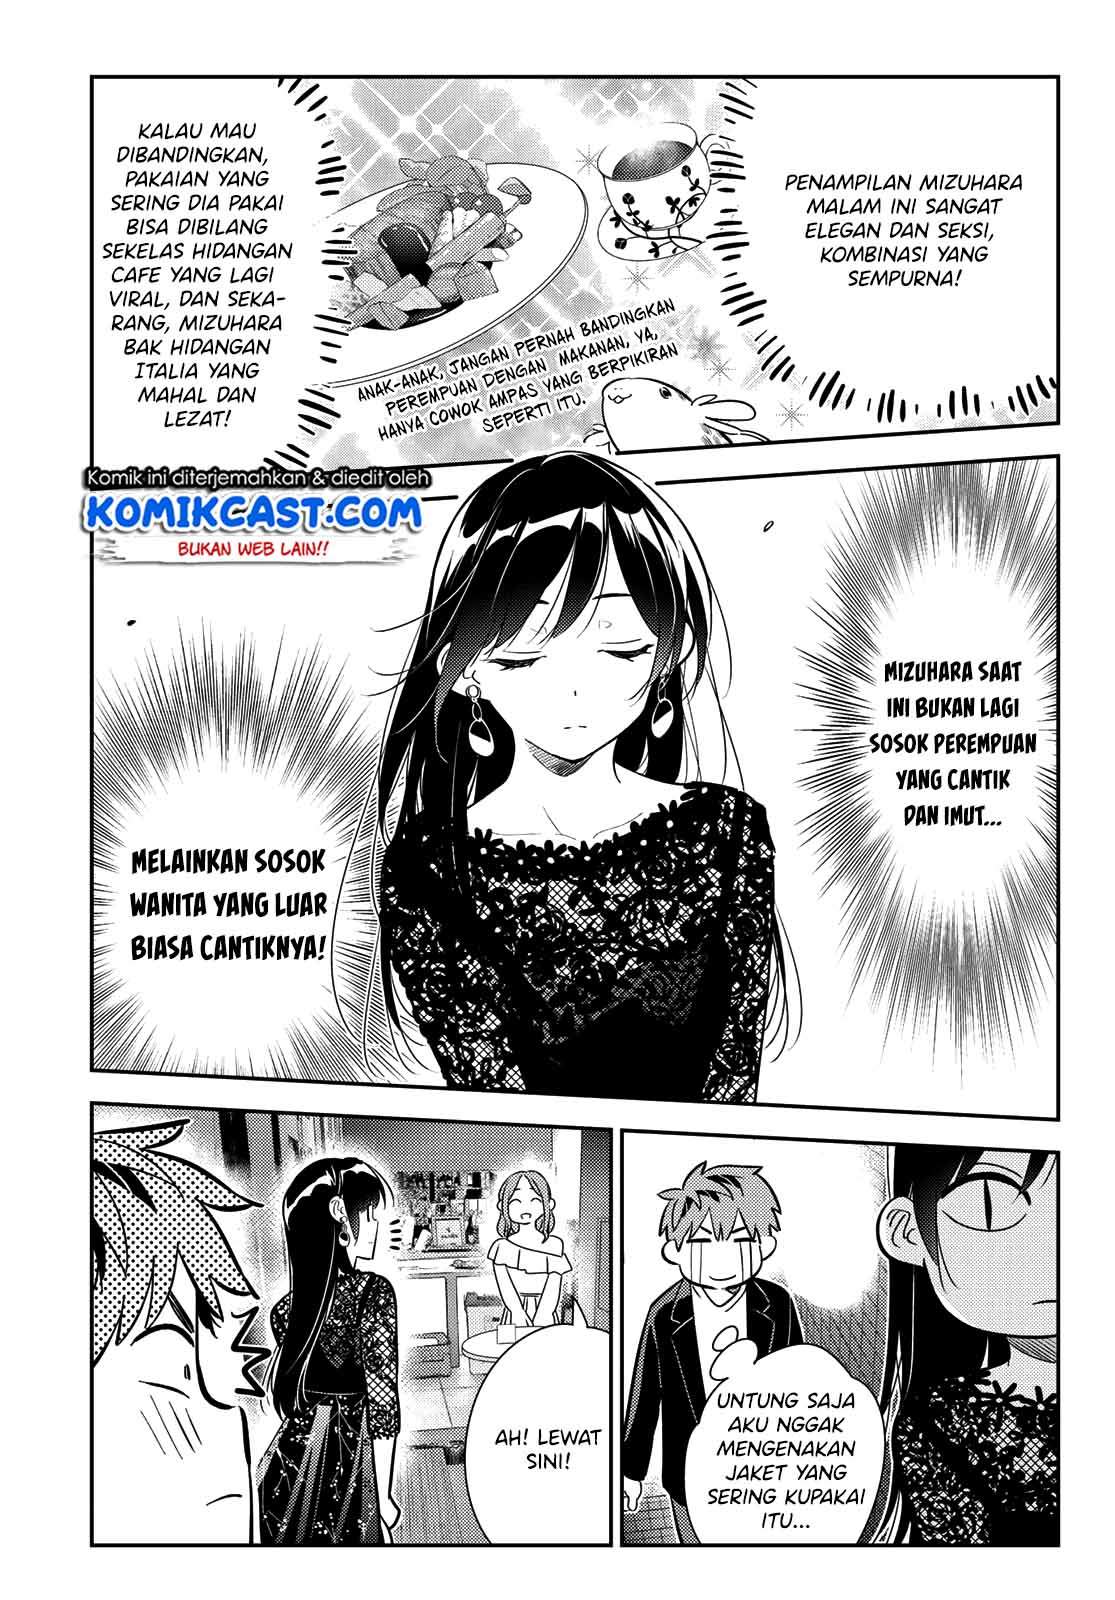 PENAMPILAN MIZUHARA
MALAM INI SANGAT
ELEGAN DAN SEKSI,
KOMBINASI YANG
SEMPURNA!
KALAU MAU
DIBANDINGKAN,
PAKAIAN YANG
SERING DIA PAKAI
BISA DIBILANG
SEKELAS HIDANGAN
CAFE YANG LAGI
VIRAL, DAN SEKA-
RANG, MIZUHARA
BAK HIDANGAN
ITALIA YANG
MAHAL DAN
LEZAT!
ANAK-ANAK, JANGAN PERNAH BANDINGKAN
PEREMPUAN DENGAN MAKANAN, YA,
HANYA COWOK AMPAS YANG BERPIKIRAN
SEPERTI ITU.
Komik ini diterjemahkan & diedit oleh
KOMIKCAST.COM
BUKAN WEB LAIN!!
MIZUHARA SAAT
INI BUKAN LAGI
SOSOK PEREMPUAN
YANG CANTIK
DAN IMUT...
MELAINKAN SOSOK
WANITA YANG LUAR
BIASA CANTIKNYA!
UNTUNG SAJA
AKU NGGAK
MENGENAKAN
JAKET YANG
SERING KUPAKAI
ITU...
AH! LEWAT
SINI!